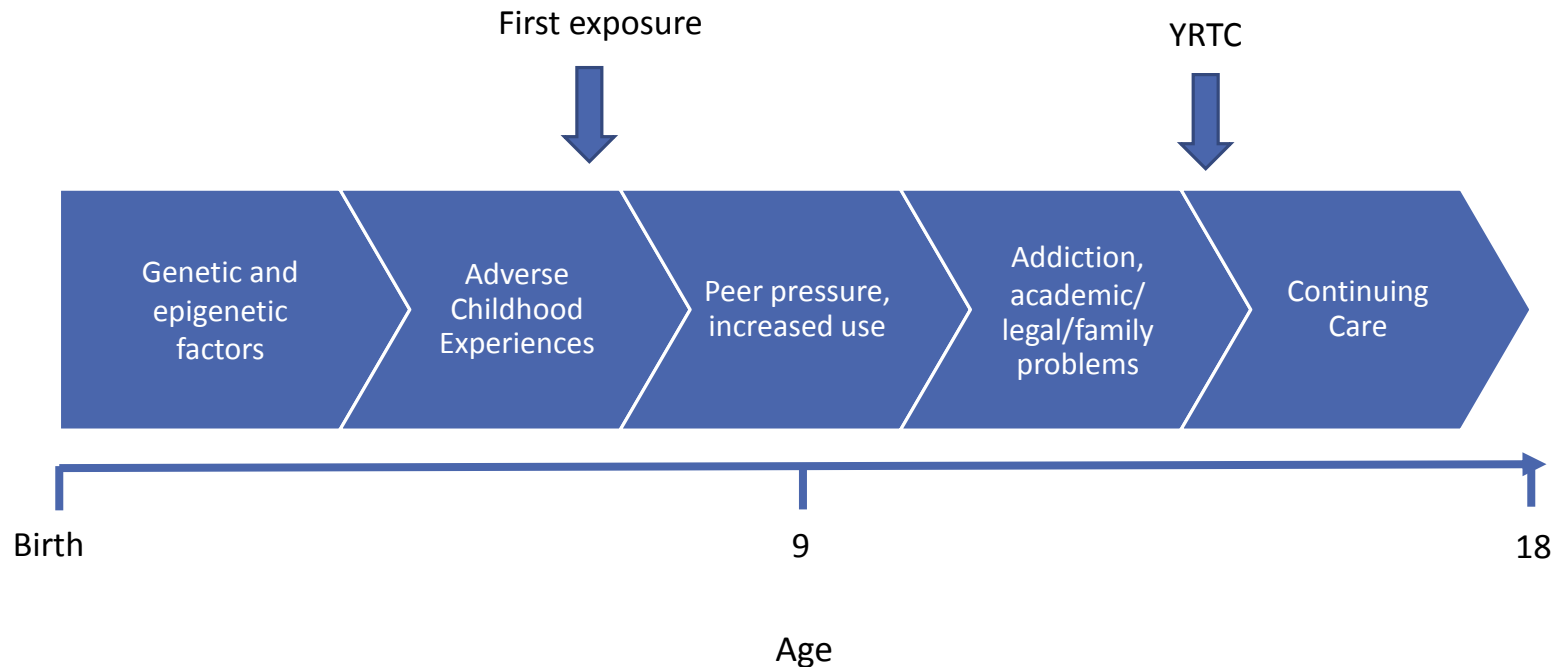 First exposure
YRTC
Genetic and
epigenetic
factors
Adverse
Childhood
Experiences
Peer pressure,
increased use
Addiction,
academic/
legal/family
problems
Continuing
Care
Birth
9
18
Age